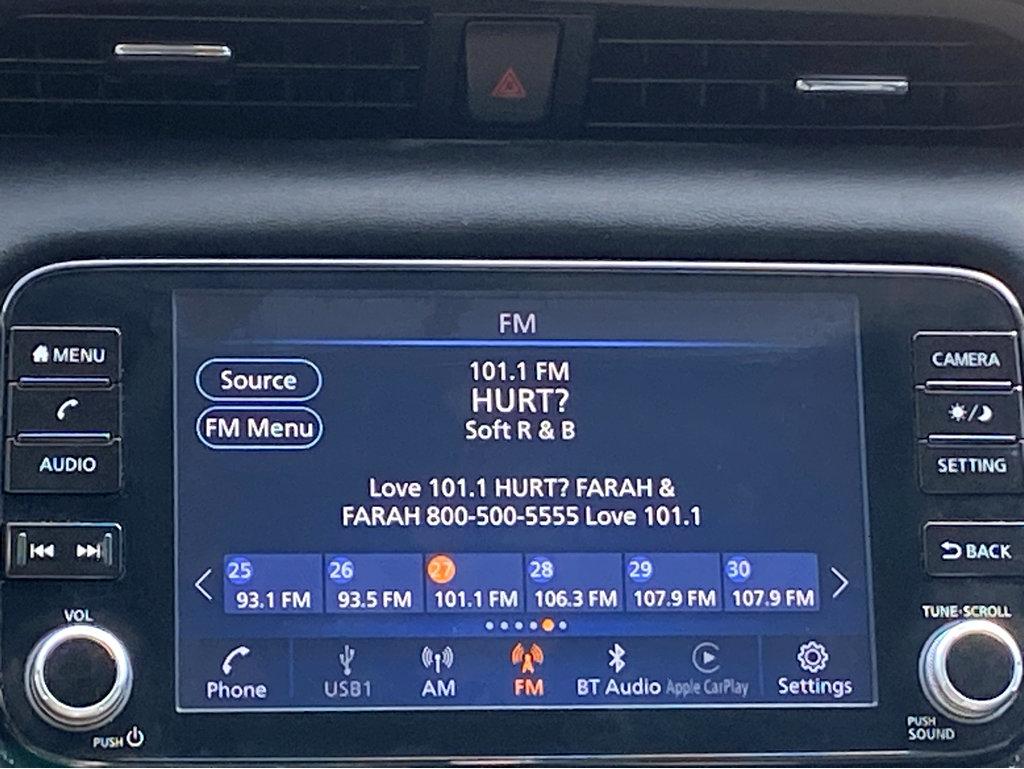 FM
MENU
AUDIO
VOL
PUSH
Source
FM Menu
101.1 FM
HURT?
Soft R & B
Love 101.1 HURT? FARAH &
FARAH 800-500-5555 Love 101.1
25 26 27 28 29 30
93.1 FM 93.5 FM 101.1 FM 106.3 FM 107.9 FM 107.9 FM
Phone USB1 AM FM BT Audio Apple CarPlay Settings
CAMERA
SETTING
BACK
TUNE·SCROLL
PUSH
SOUND